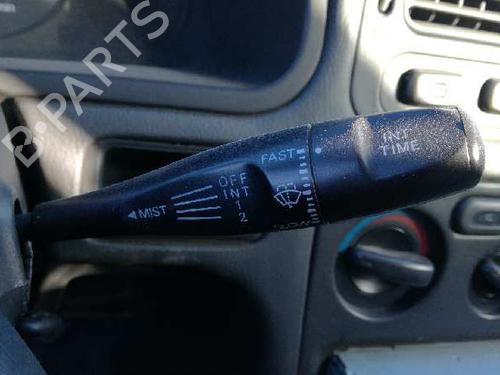 B-PARTS
FAST
INT
TIME
OFF
INT
◄MIST
1
2